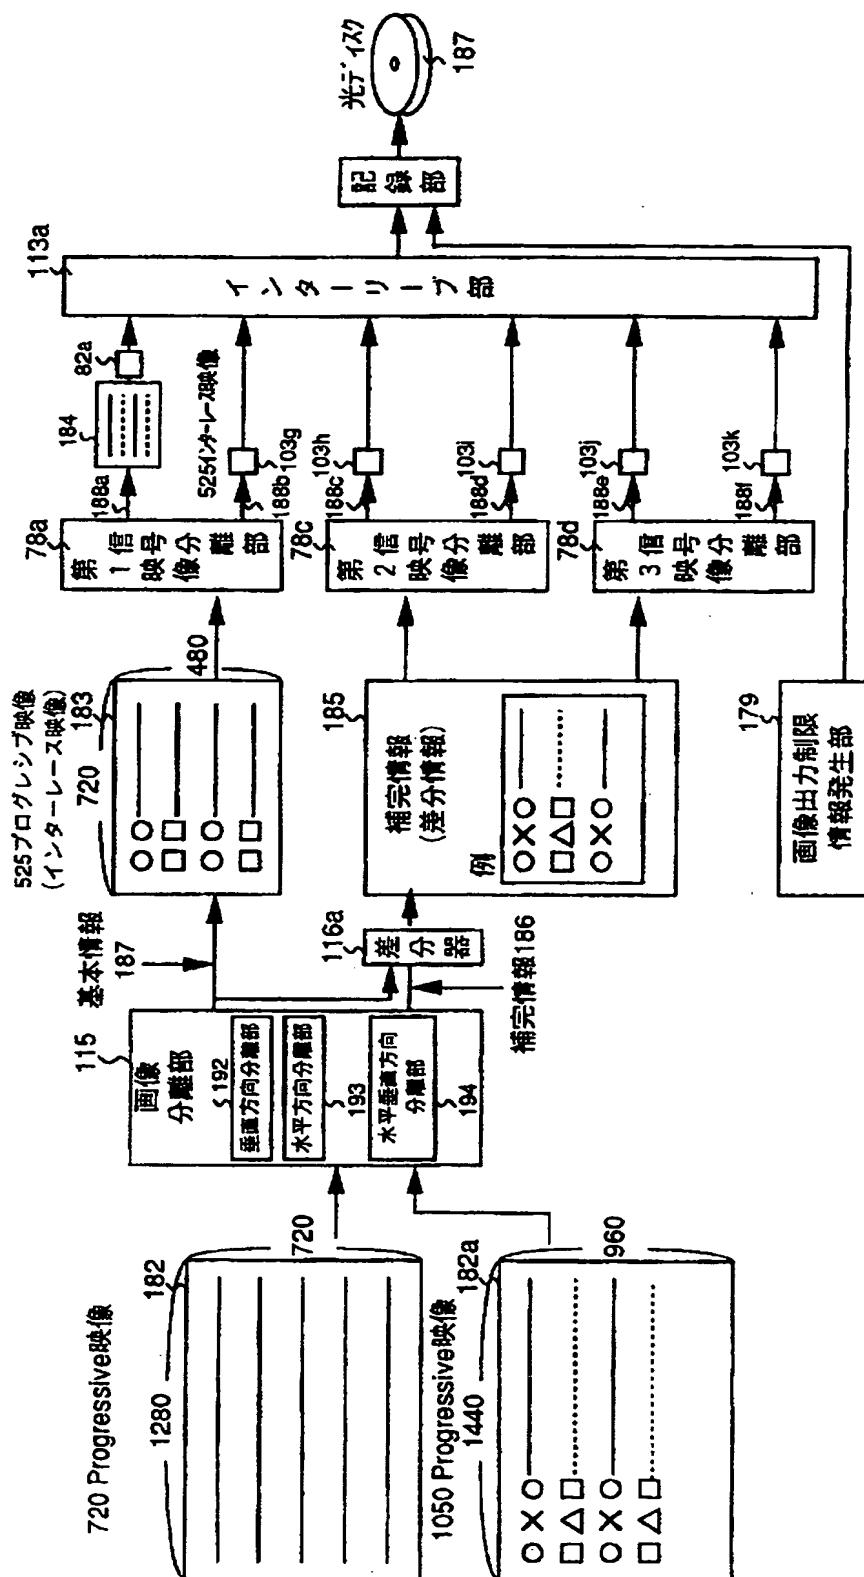 720 Progressive映像
1280
182
720
1050 Progressive映像
1440
182a
960
○×○
□△□
○×○
□△□
115
画像
分離部
192
垂直方向分離部
水平方向分離部
193
水平垂直方向
分離部
194
基本情報
187
116a
差分器
補完情報186
525プログレシブ映像
(インターレース映像)
720
183
480
○○
□□
○○
□□
185
補完情報
(差分情報)
例
○×○
□△□
○×○
179
画像出力制限
情報発生部
78a
第1映像
信号分離部
188a
184
82a
188b
525インターレース映像
103g
78c
第2映像
信号分離部
188c
103h
188d
103i
78d
第3映像
信号分離部
188e
103j
188f
103k
113a
インターリーブ部
記録部
光ディスク
187